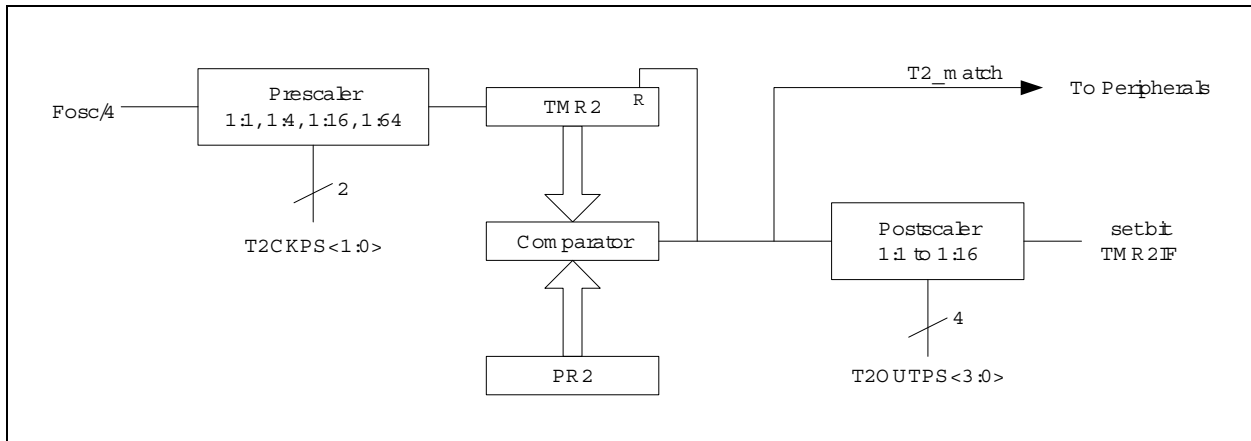 T2_match
To Peripherals
Fosc/4
Prescaler
1:1, 1:4, 1:16, 1:64
TMR2
R
2
T2CKPS<1:0>
Comparator
Postscaler
1:1 to 1:16
set bit
TMR2IF
4
PR2
T2OUTPS<3:0>